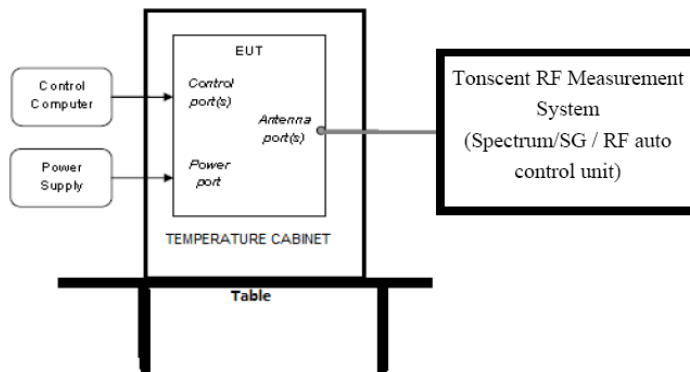 EUT
Control
port(s)
Antenna
port(s)
Power
port
TEMPERATURE CABINET
Table
Control
Computer
Power
Supply
Tonscent RF Measurement
System
(Spectrum/SG / RF auto
control unit)